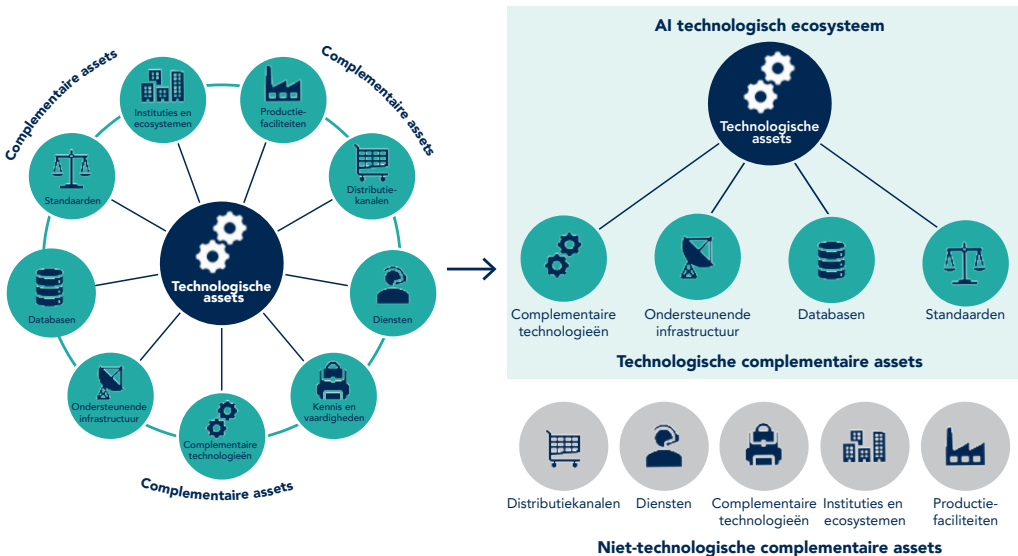 Complementaire assets
Complementaire assets
Instituties en
ecosystemen
Productie-
faciliteiten
Standaarden
Distributie-
kanalen
Technologische
assets
Databasen
Diensten
Ondersteunende
infrastructuur
Kennis en
vaardigheden
Complementaire
technologieën
Complementaire assets
AI technologisch ecosysteem
Technologische
assets
Complementaire
technologieën
Ondersteunende
infrastructuur
Databasen
Standaarden
Technologische complementaire assets
Distributiekanalen
Diensten
Complementaire
technologieën
Instituties en
ecosystemen
Productie-
faciliteiten
Niet-technologische complementaire assets